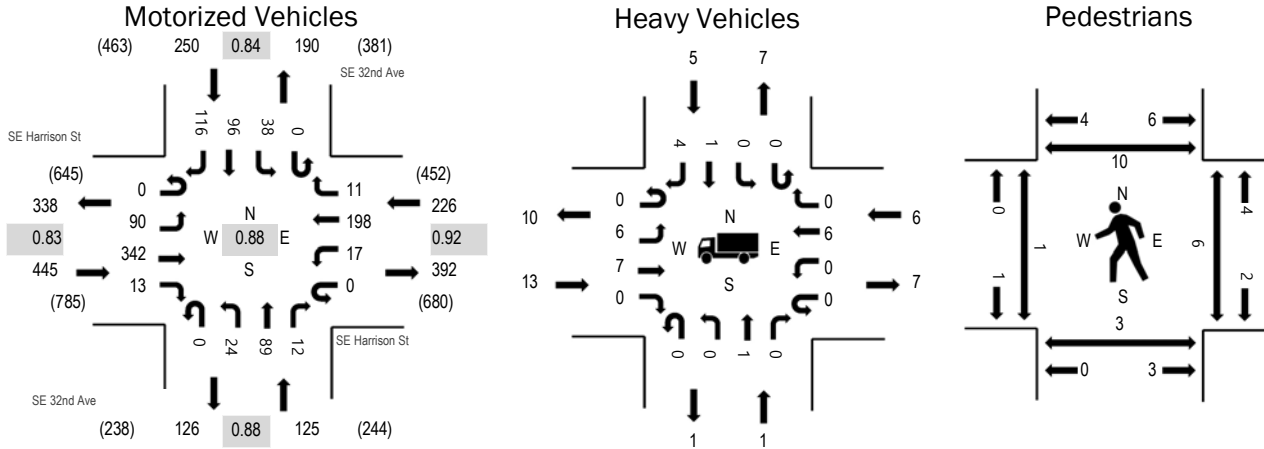 Motorized Vehicles
Heavy Vehicles
Pedestrians
(463) 250 0.84 190 (381)
SE 32nd Ave
SE Harrison St
116 96 38 0
(645)
338
0.83
445
(785)
0
90
342
13
N
W 0.88 E
S
11
198
17
0
(452)
226
0.92
392
(680)
0 24 89 12
SE Harrison St
SE 32nd Ave
(238) 126 0.88 125 (244)
5 7
4 1 0 0
10
13
0
6
7
0
N
W E
S
0
6
0
0
6
7
0 0 1 0
1 1
4 6
10
0
1
1
N
W E
S
6
4
2
3
0 3